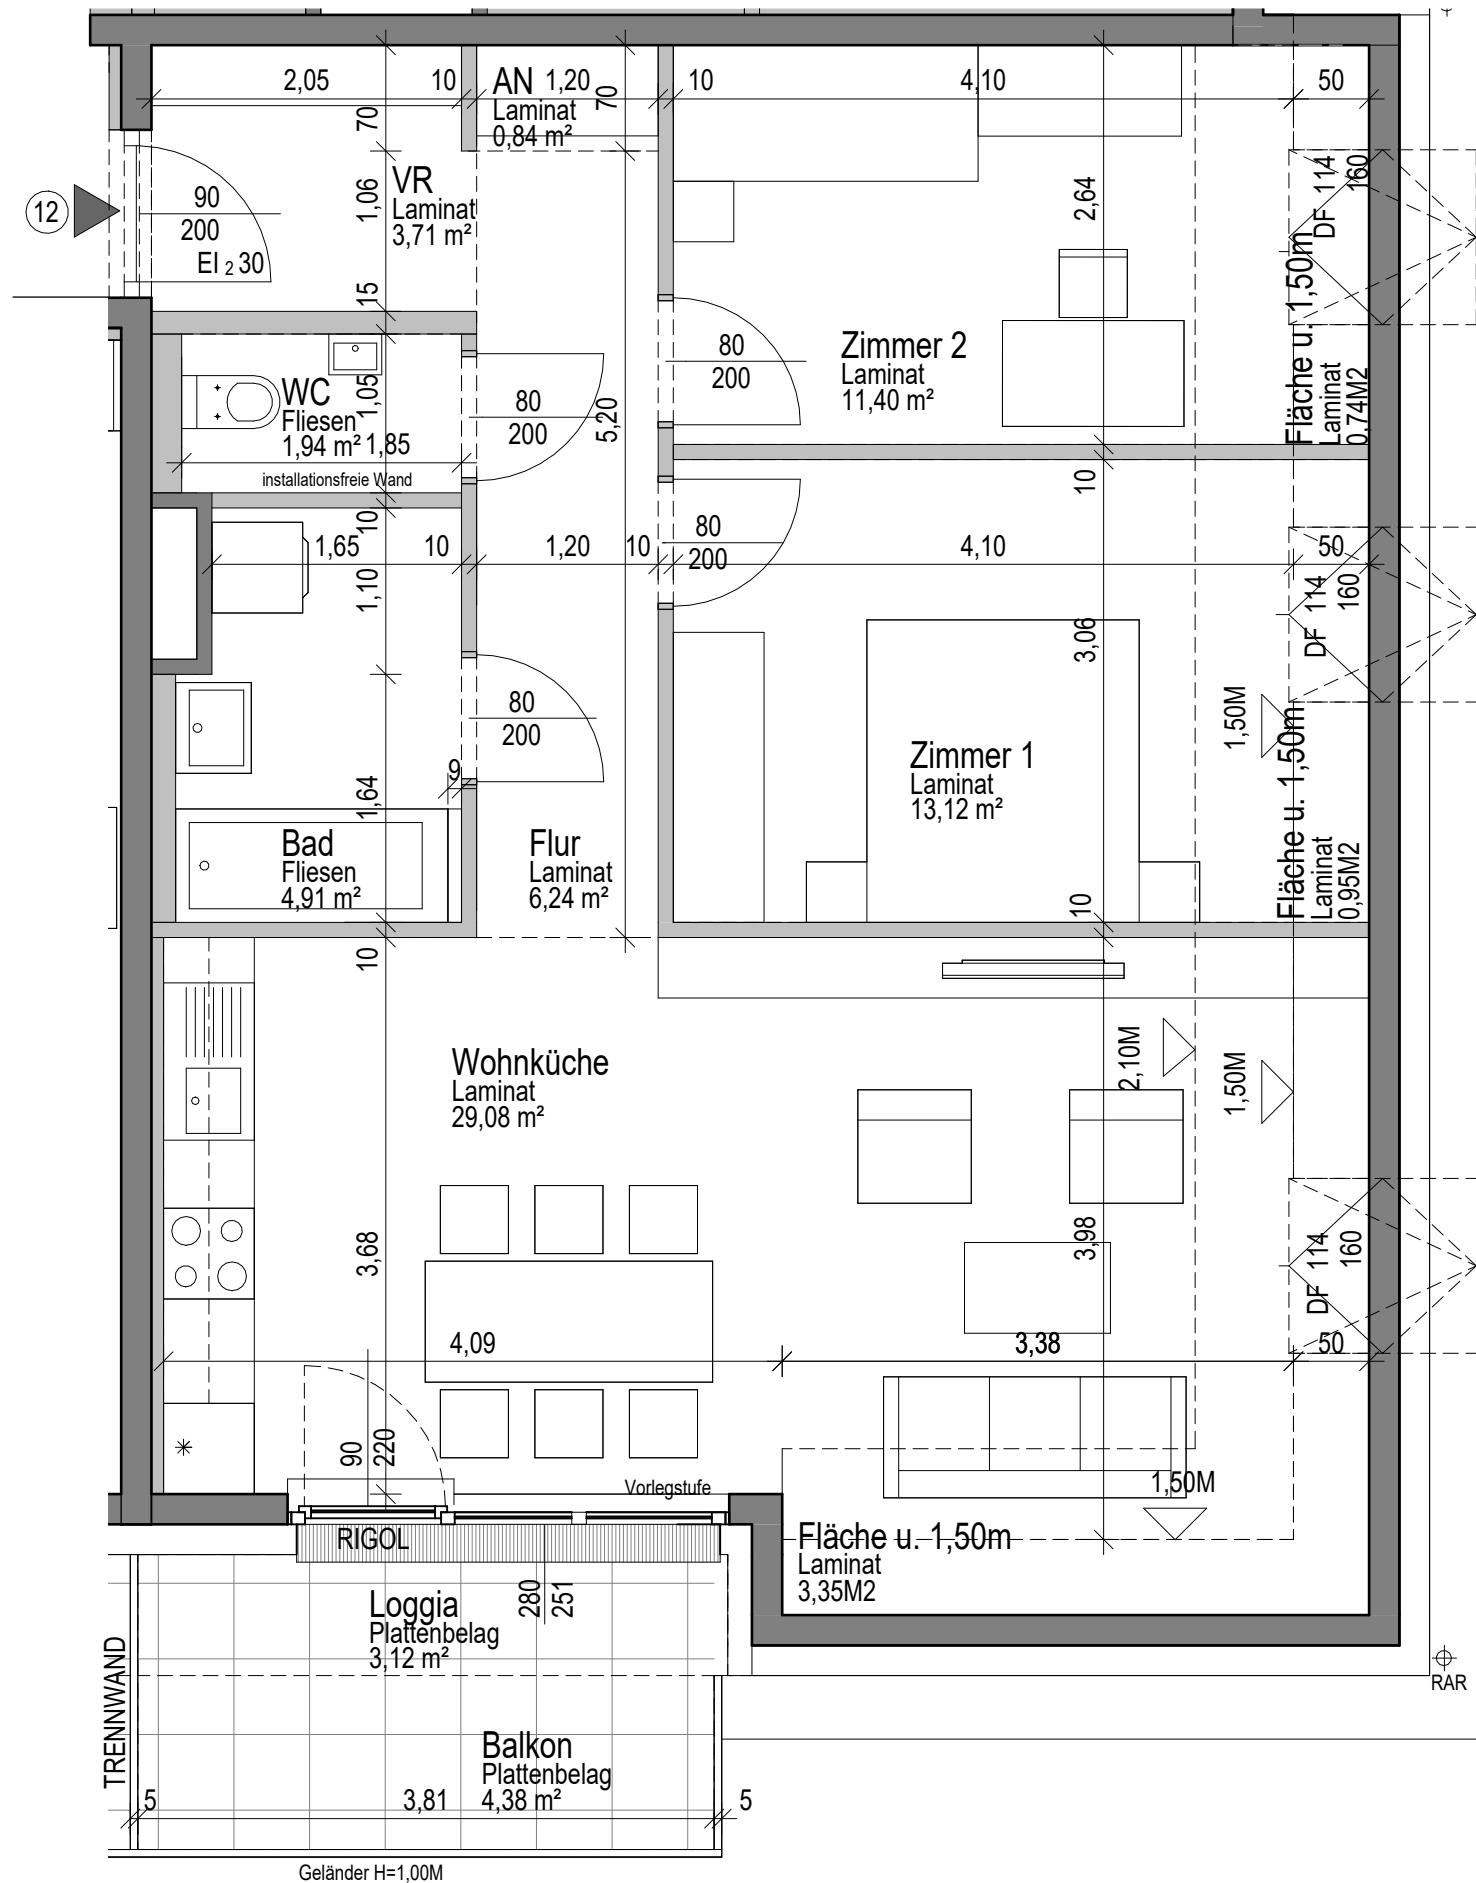 2,05
10
AN
1,20
Laminat
0,84 m²
70
70
10
4,10
50
VR
Laminat
3,71 m²
1,06
12
90
200
EI 2 30
15
2,64
DF 114
160
Fläche u. 1,50m
Laminat
0,74M2
Zimmer 2
Laminat
11,40 m²
80
200
WC
Fliesen
1,94 m²
1,05
1,85
installationsfreie Wand
80
200
5,20
10
1,65
10
1,20
10
80
200
10
4,10
50
1,10
DF 114
160
3,06
1,50M
Fläche u. 1,50m
Laminat
0,95M2
Zimmer 1
Laminat
13,12 m²
80
200
9
1,64
Bad
Fliesen
4,91 m²
Flur
Laminat
6,24 m²
10
10
Wohnküche
Laminat
29,08 m²
2,10M
1,50M
3,68
3,98
DF 114
160
4,09
3,38
50
90
220
Vorlegstufe
1,50M
RIGOL
Fläche u. 1,50m
Laminat
3,35M2
280
251
Loggia
Plattenbelag
3,12 m²
TRENNWAND
RAR
Balkon
Plattenbelag
4,38 m²
5
3,81
5
Geländer H=1,00M